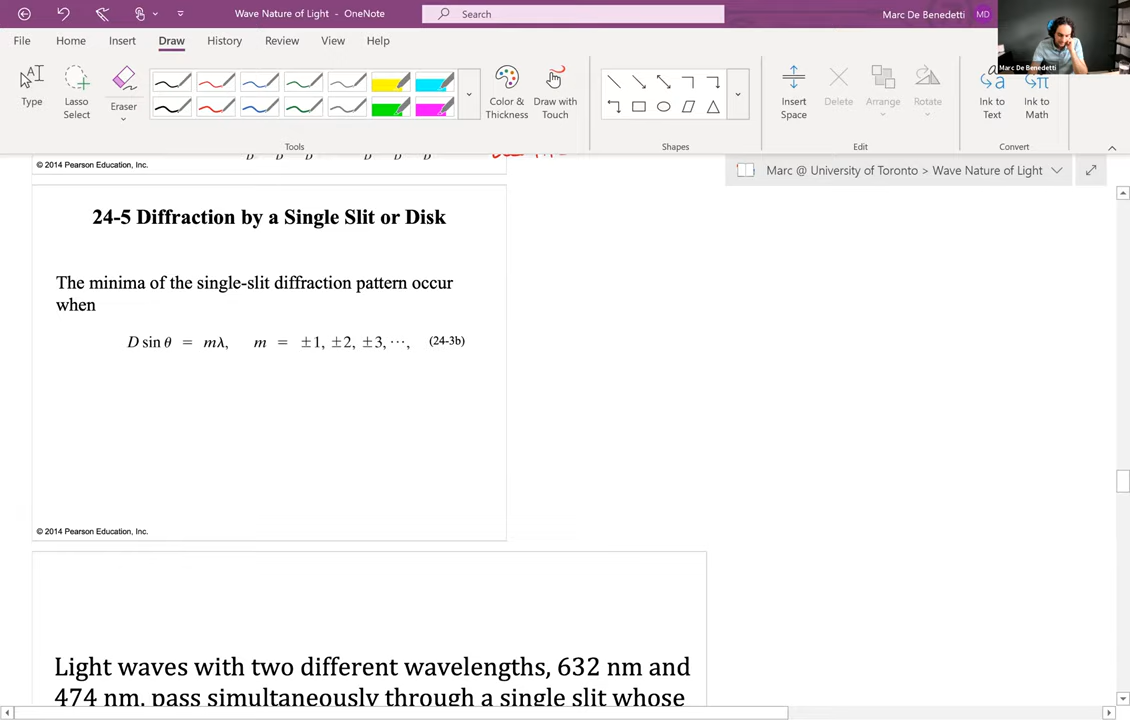 Wave Nature of Light - OneNote
Search
Marc De Benedetti
MD
Marc De Benedetti
File
Home
Insert
Draw
History
Review
View
Help
Type
Lasso Select
Eraser
Color & Thickness
Draw with Touch
Insert Space
Delete
Arrange
Rotate
Ink to Text
Ink to Math
Tools
Shapes
Edit
Convert
© 2014 Pearson Education, Inc.
Marc @ University of Toronto > Wave Nature of Light
24-5 Diffraction by a Single Slit or Disk
The minima of the single-slit diffraction pattern occur
when
D sin θ = mλ, m = ±1, ±2, ±3, ⋯, (24-3b)
© 2014 Pearson Education, Inc.
Light waves with two different wavelengths, 632 nm and
474 nm, pass simultaneously through a single slit whose